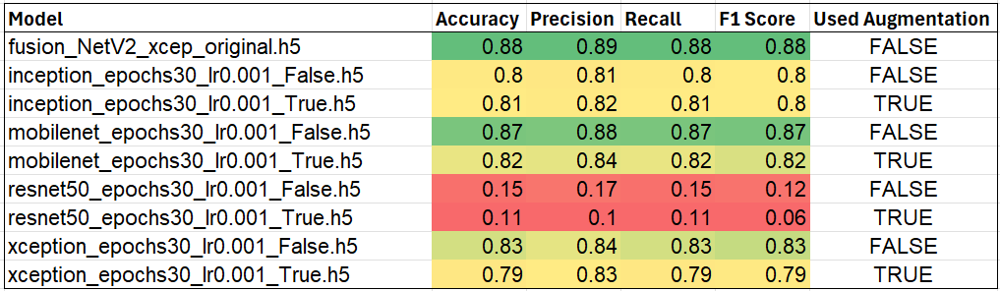 Model Accuracy Precision Recall F1 Score Used Augmentation
fusion_NetV2_xcep_original.h5 0.88 0.89 0.88 0.88 FALSE
inception_epochs30_lr0.001_False.h5 0.8 0.81 0.8 0.8 FALSE
inception_epochs30_lr0.001_True.h5 0.81 0.82 0.81 0.8 TRUE
mobilenet_epochs30_lr0.001_False.h5 0.87 0.88 0.87 0.87 FALSE
mobilenet_epochs30_lr0.001_True.h5 0.82 0.84 0.82 0.82 TRUE
resnet50_epochs30_lr0.001_False.h5 0.15 0.17 0.15 0.12 FALSE
resnet50_epochs30_lr0.001_True.h5 0.11 0.1 0.11 0.06 TRUE
xception_epochs30_lr0.001_False.h5 0.83 0.84 0.83 0.83 FALSE
xception_epochs30_lr0.001_True.h5 0.79 0.83 0.79 0.79 TRUE